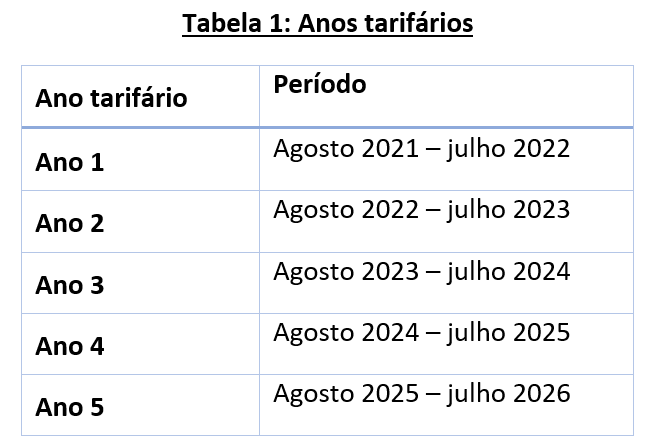 Tabela 1: Anos tarifários
Ano tarifário Período
Ano 1 Agosto 2021 – julho 2022
Ano 2 Agosto 2022 – julho 2023
Ano 3 Agosto 2023 – julho 2024
Ano 4 Agosto 2024 – julho 2025
Ano 5 Agosto 2025 – julho 2026